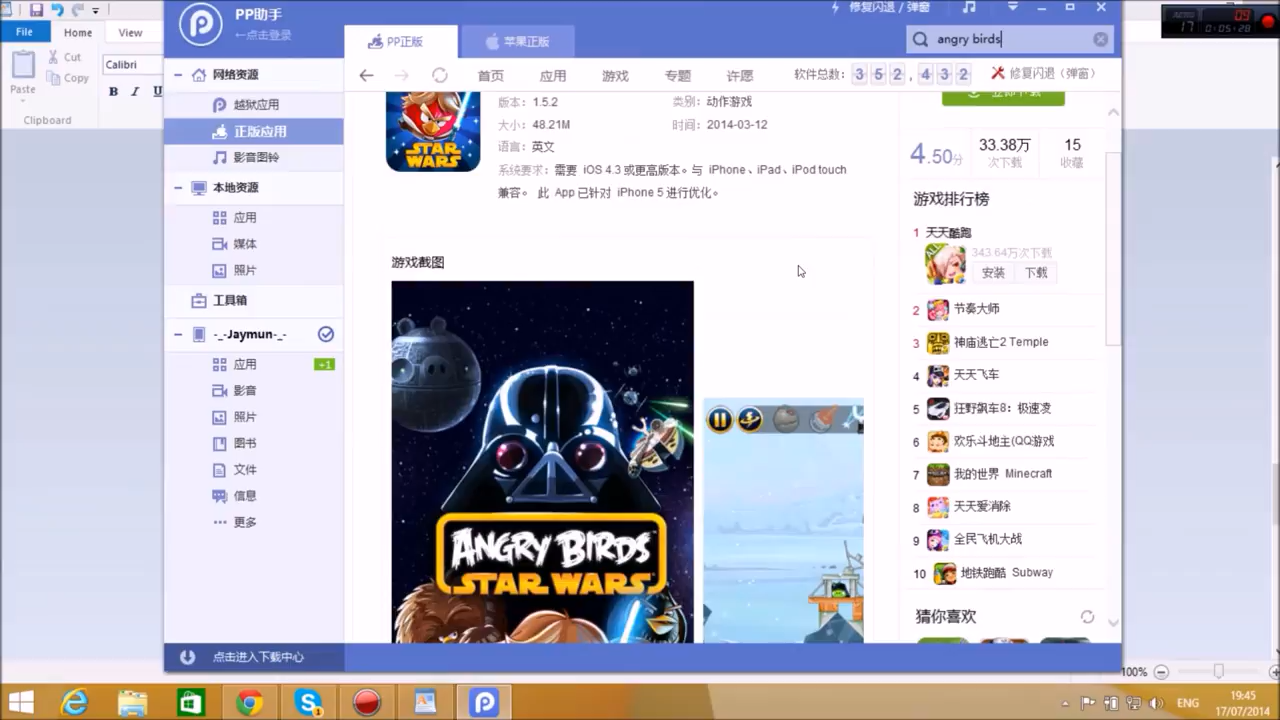 File
Home
View
Cut
Copy
Paste
Clipboard
Calibri
B I U
PP助手
←点击登录
修复闪退 / 弹窗
PP正版
苹果正版
angry birds
首页
应用
游戏
专题
许愿
软件总数: 3 5 2 , 4 3 2
修复闪退（弹窗）
网络资源
越狱应用
正版应用
影音图铃
本地资源
应用
媒体
照片
工具箱
-_-Jaymun-_-
应用 +1
影音
照片
图书
文件
信息
更多
点击进入下载中心
STAR WARS
版本: 1.5.2
类别: 动作游戏
大小: 48.21M
时间: 2014-03-12
语言: 英文
系统要求: 需要 iOS 4.3 或更高版本。与 iPhone、iPad、iPod touch
兼容。 此 App 已针对 iPhone 5 进行优化。
游戏截图
ANGRY BIRDS
STAR WARS
4.50分
33.38万
次下载
15
收藏
游戏排行榜
1 天天酷跑
343.64万次下载
安装 下载
2 节奏大师
3 神庙逃亡2 Temple
4 天天飞车
5 狂野飙车8：极速凌
6 欢乐斗地主(QQ游戏
7 我的世界 Minecraft
8 天天爱消除
9 全民飞机大战
10 地铁跑酷 Subway
猜你喜欢
100%
ENG
19:45
17/07/2014
09
17
0:05:28